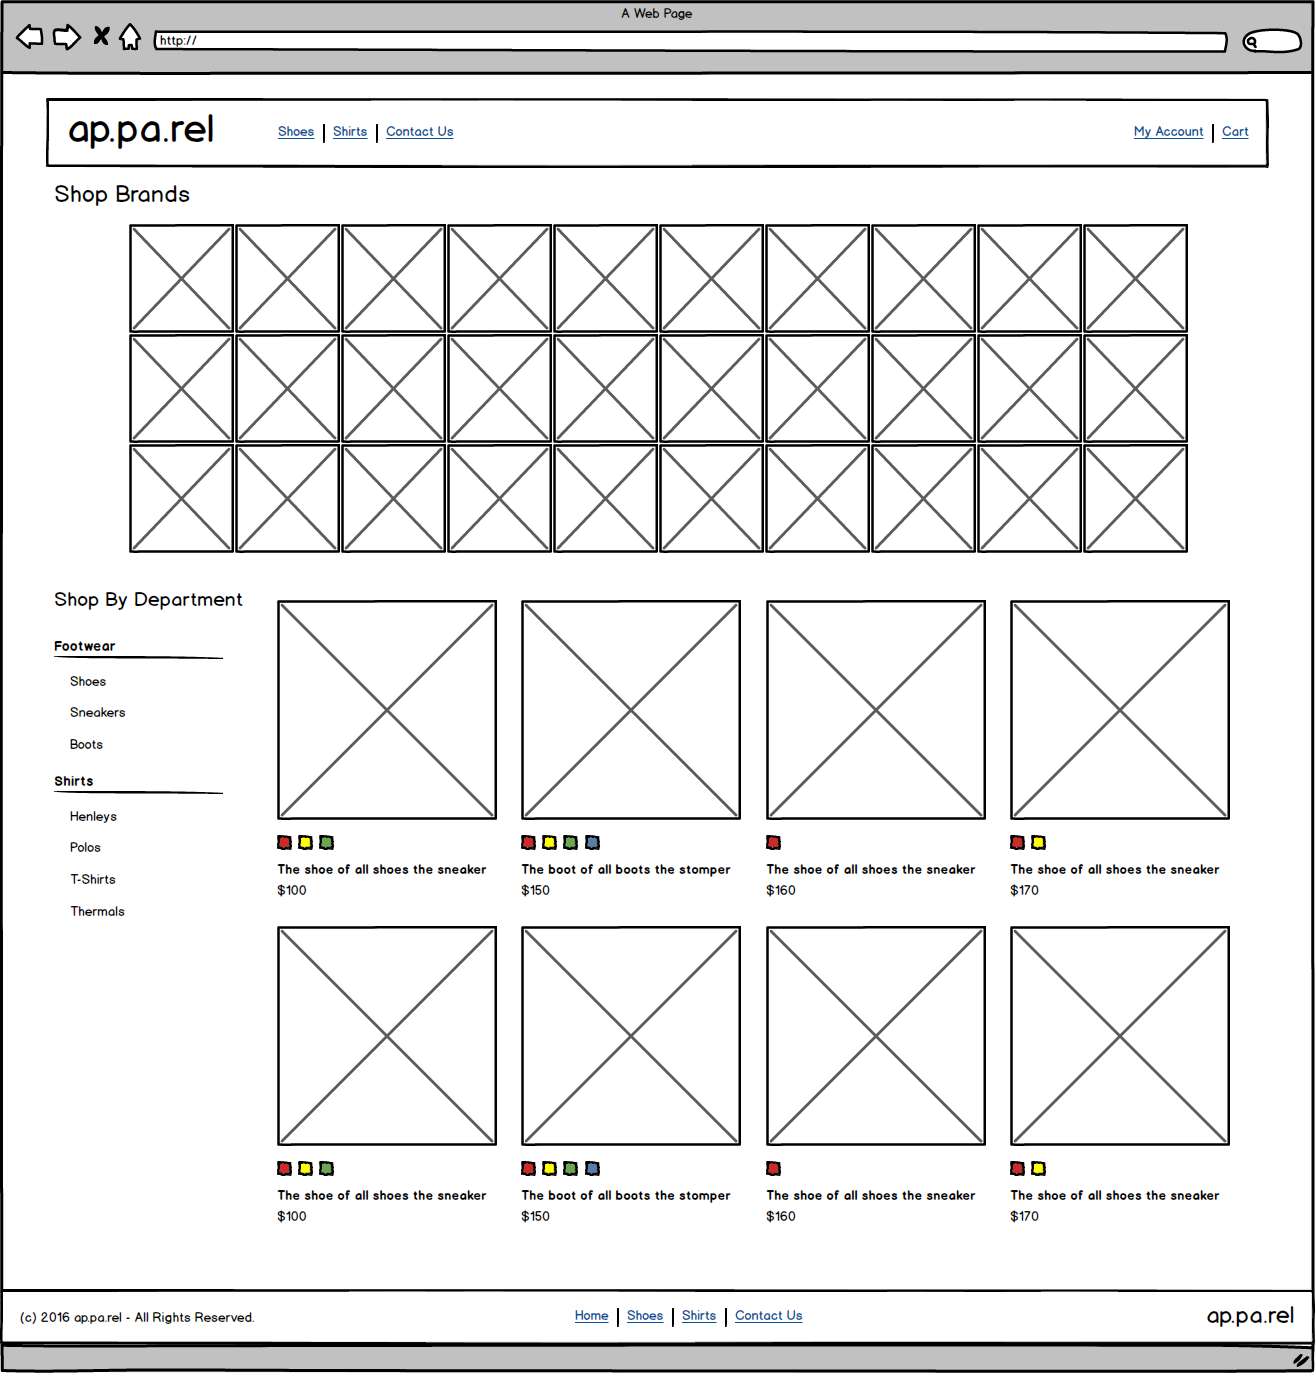 A Web Page
http://
ap.pa.rel
Shoes | Shirts | Contact Us
My Account | Cart
Shop Brands
Shop By Department
Footwear
Shoes
Sneakers
Boots
Shirts
Henleys
Polos
T-Shirts
Thermals
The shoe of all shoes the sneaker
$100
The boot of all boots the stomper
$150
The shoe of all shoes the sneaker
$160
The shoe of all shoes the sneaker
$170
The shoe of all shoes the sneaker
$100
The boot of all boots the stomper
$150
The shoe of all shoes the sneaker
$160
The shoe of all shoes the sneaker
$170
(c) 2016 ap.pa.rel - All Rights Reserved.
Home | Shoes | Shirts | Contact Us
ap.pa.rel